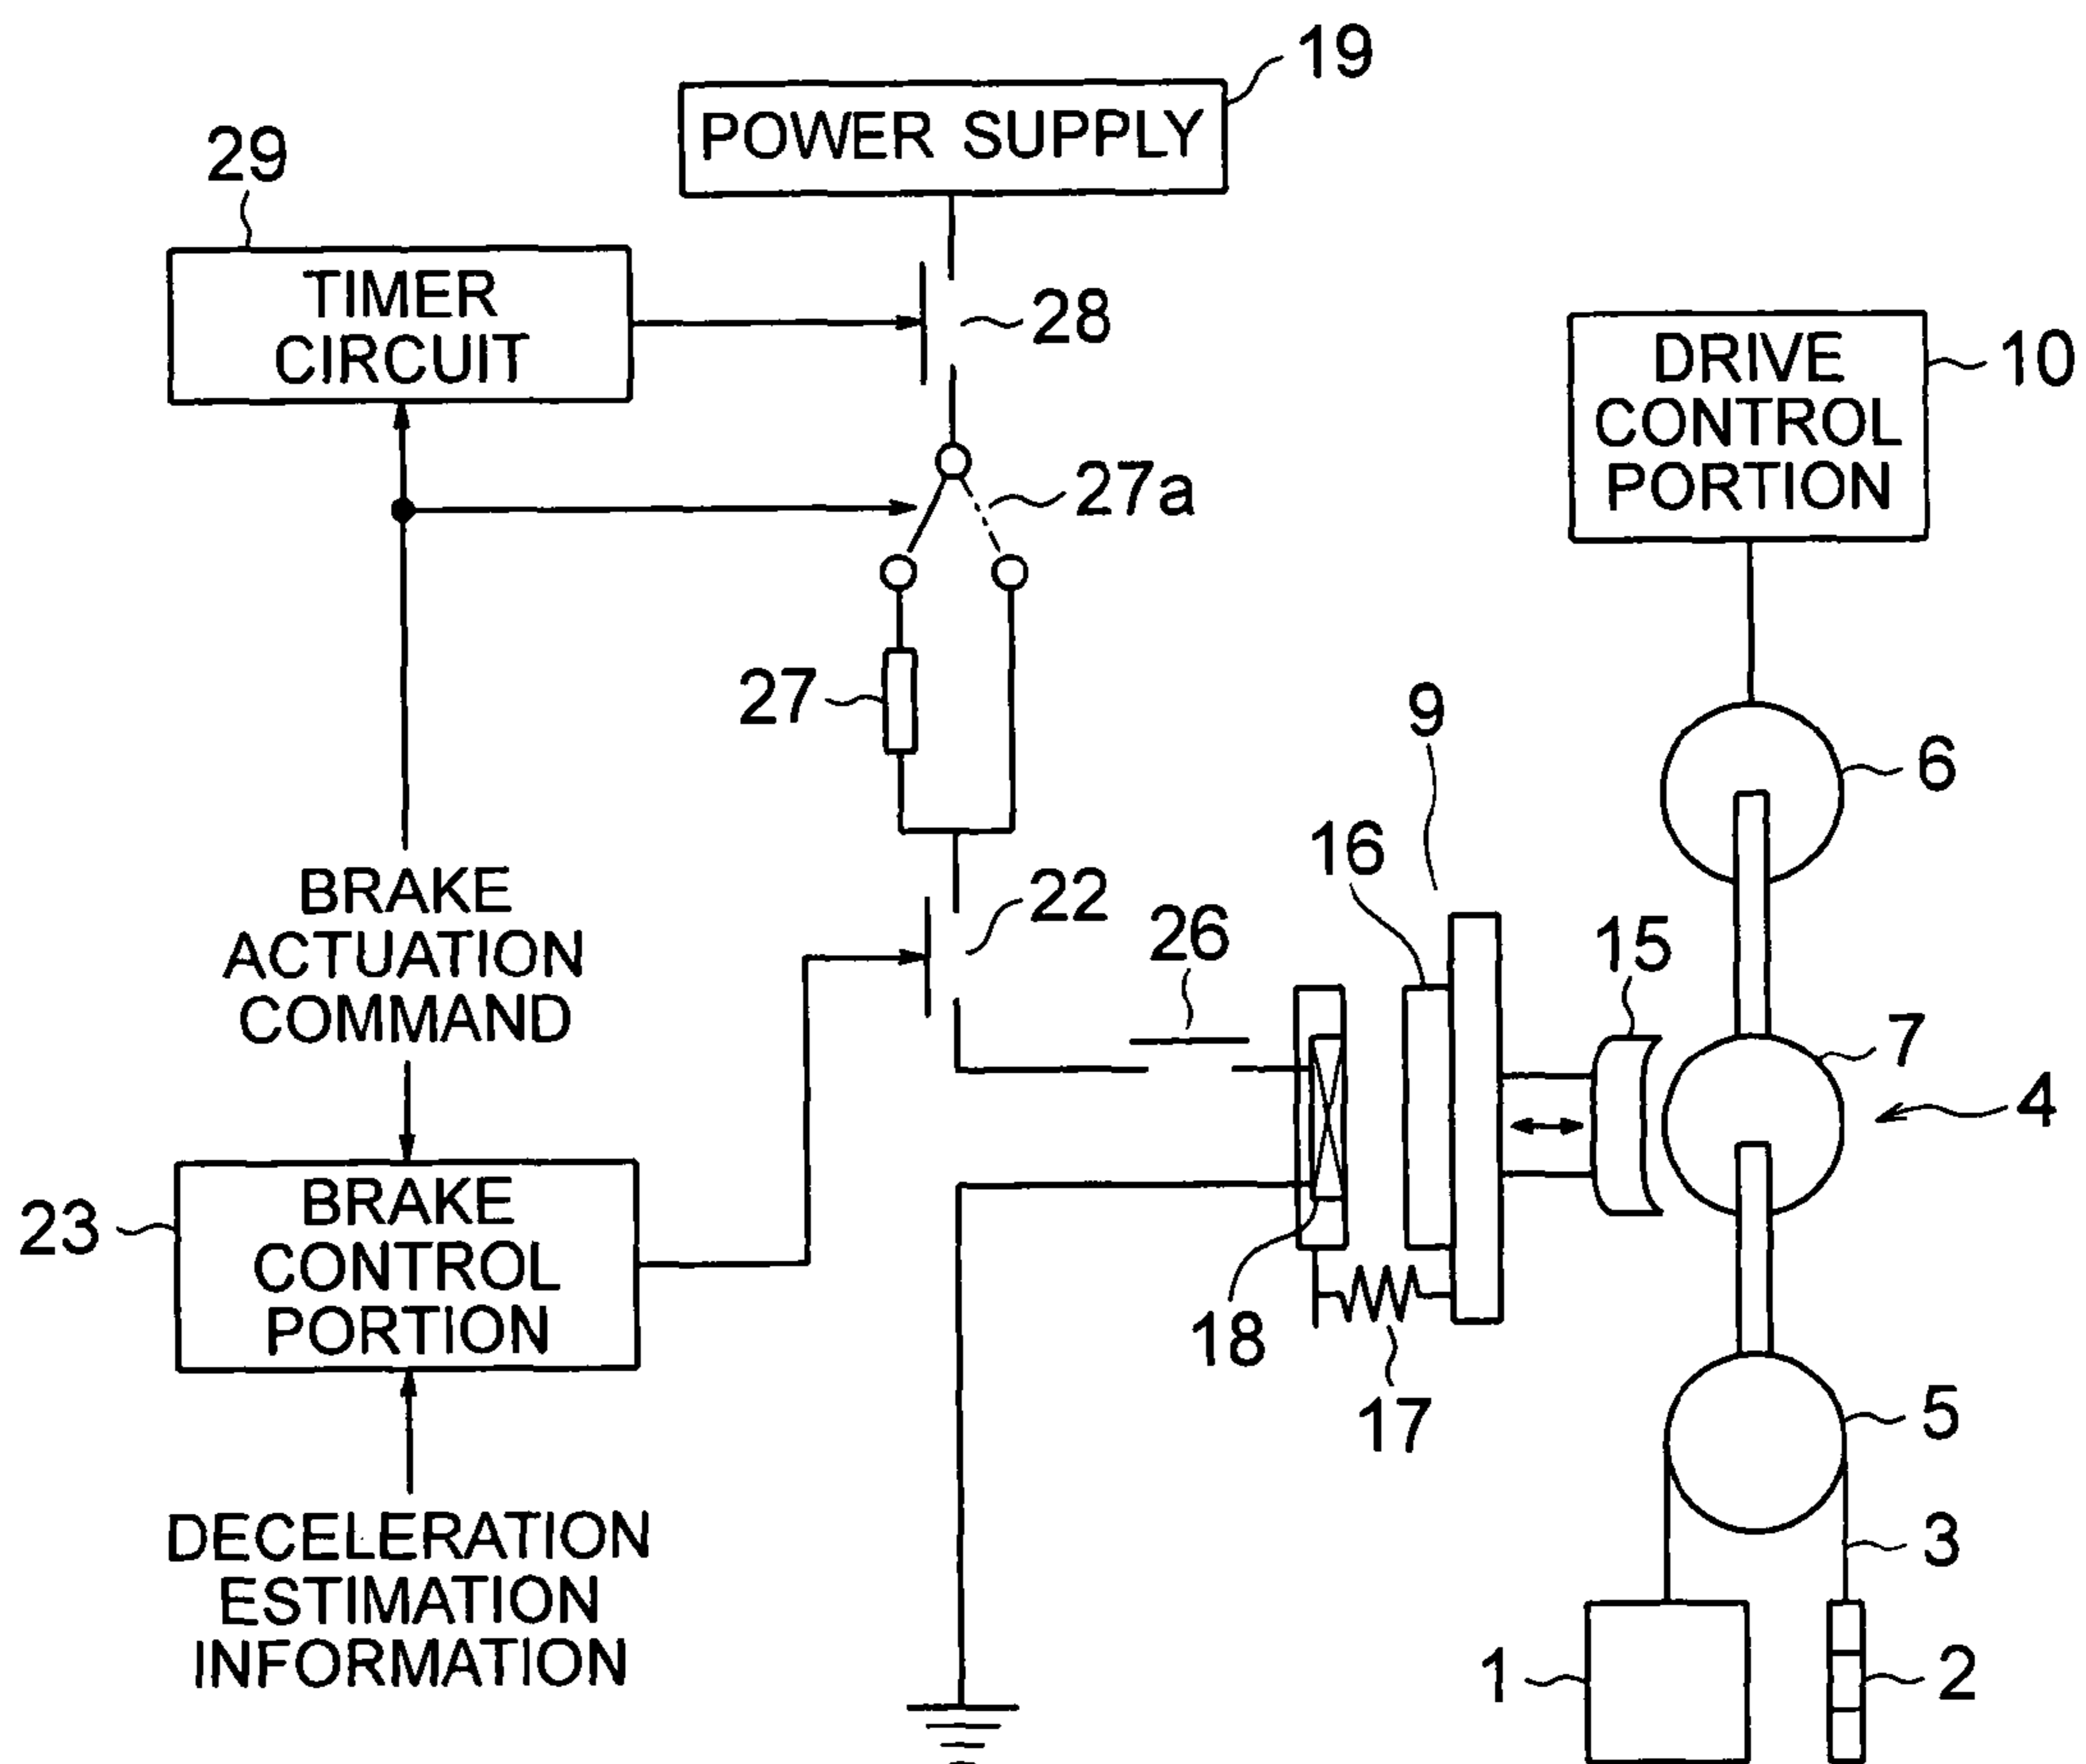 19
POWER SUPPLY
29
TIMER
CIRCUIT
28
DRIVE
CONTROL
PORTION
10
27a
27
9
6
16
BRAKE
ACTUATION
COMMAND
22
26
15
7
4
23
BRAKE
CONTROL
PORTION
18
17
5
DECELERATION
ESTIMATION
INFORMATION
3
1
2